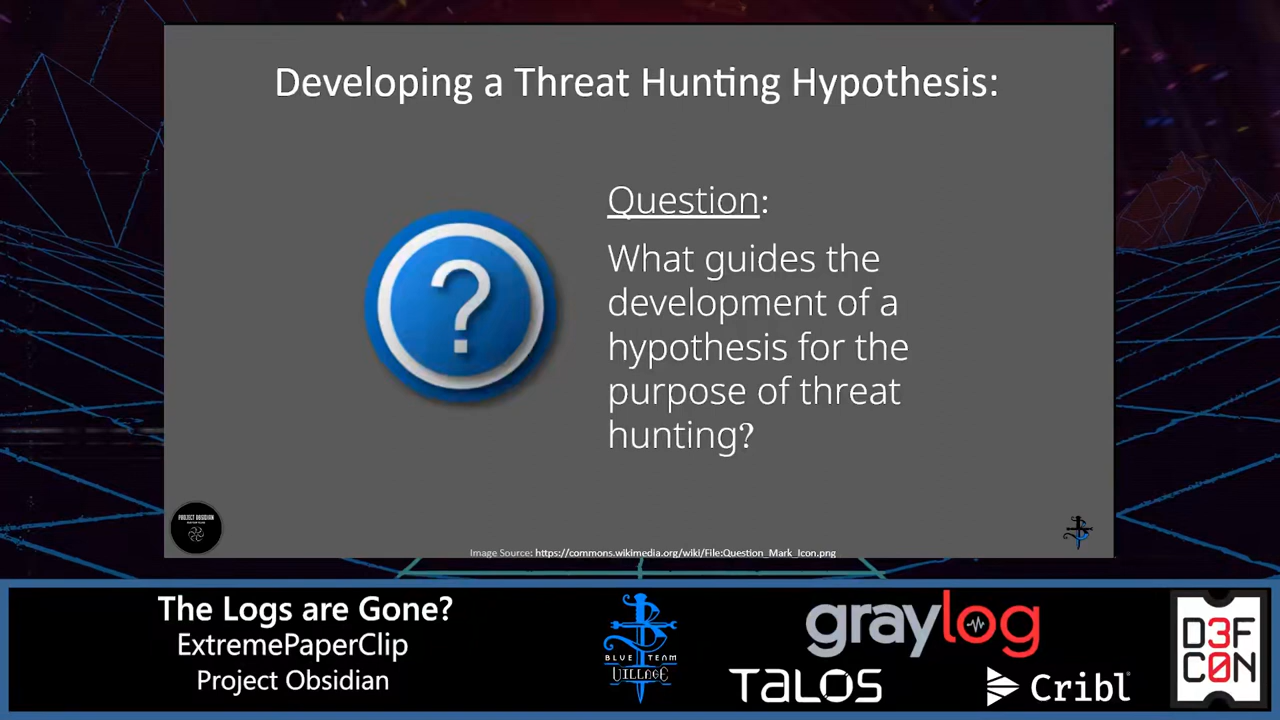 Developing a Threat Hunting Hypothesis:
?
Question:
What guides the
development of a
hypothesis for the
purpose of threat
hunting?
PROJECT OBSIDIAN
Image Source: https://commons.wikimedia.org/wiki/File:Question_Mark_Icon.png
The Logs are Gone?
ExtremePaperClip
Project Obsidian
BLUE TEAM
VILLAGE
graylog
TALOS
Cribl
D3F
C0N